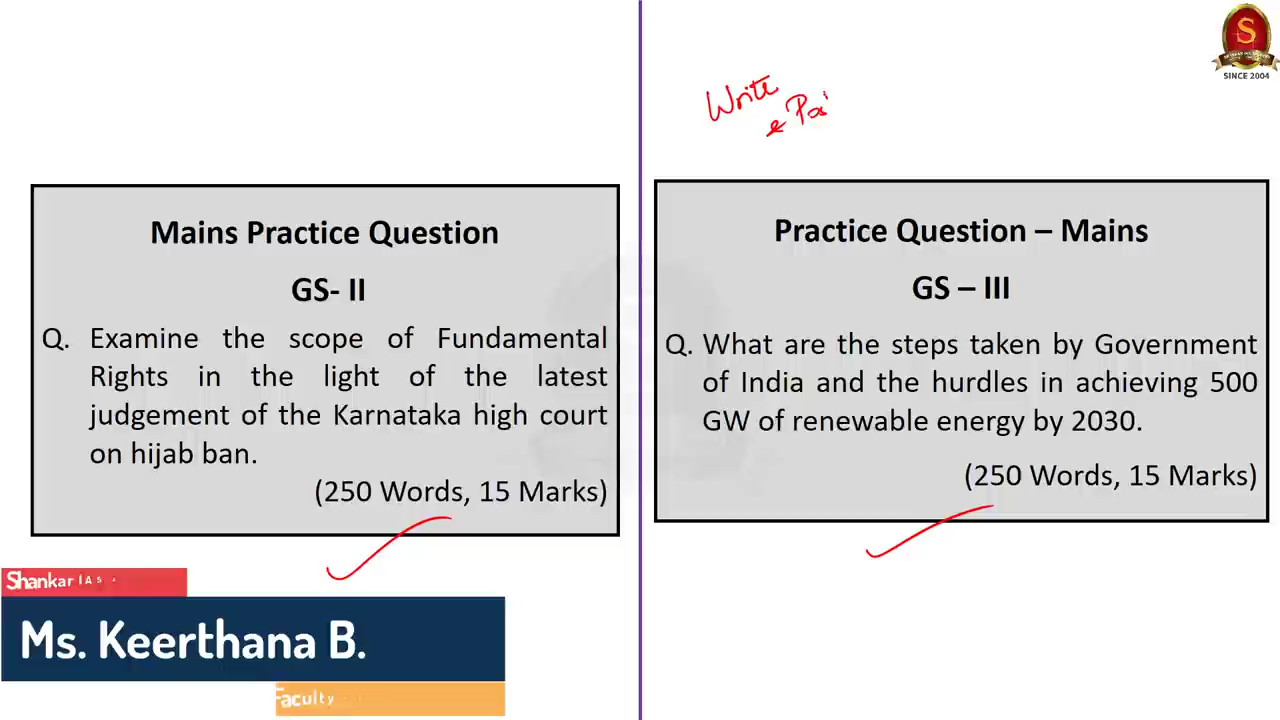 SINCE 2004
Write
& Pos
Mains Practice Question
GS- II
Q. Examine the scope of Fundamental
Rights in the light of the latest
judgement of the Karnataka high court
on hijab ban.
(250 Words, 15 Marks)
Practice Question – Mains
GS – III
Q. What are the steps taken by Government
of India and the hurdles in achieving 500
GW of renewable energy by 2030.
(250 Words, 15 Marks)
Shankar IAS
Ms. Keerthana B.
Faculty